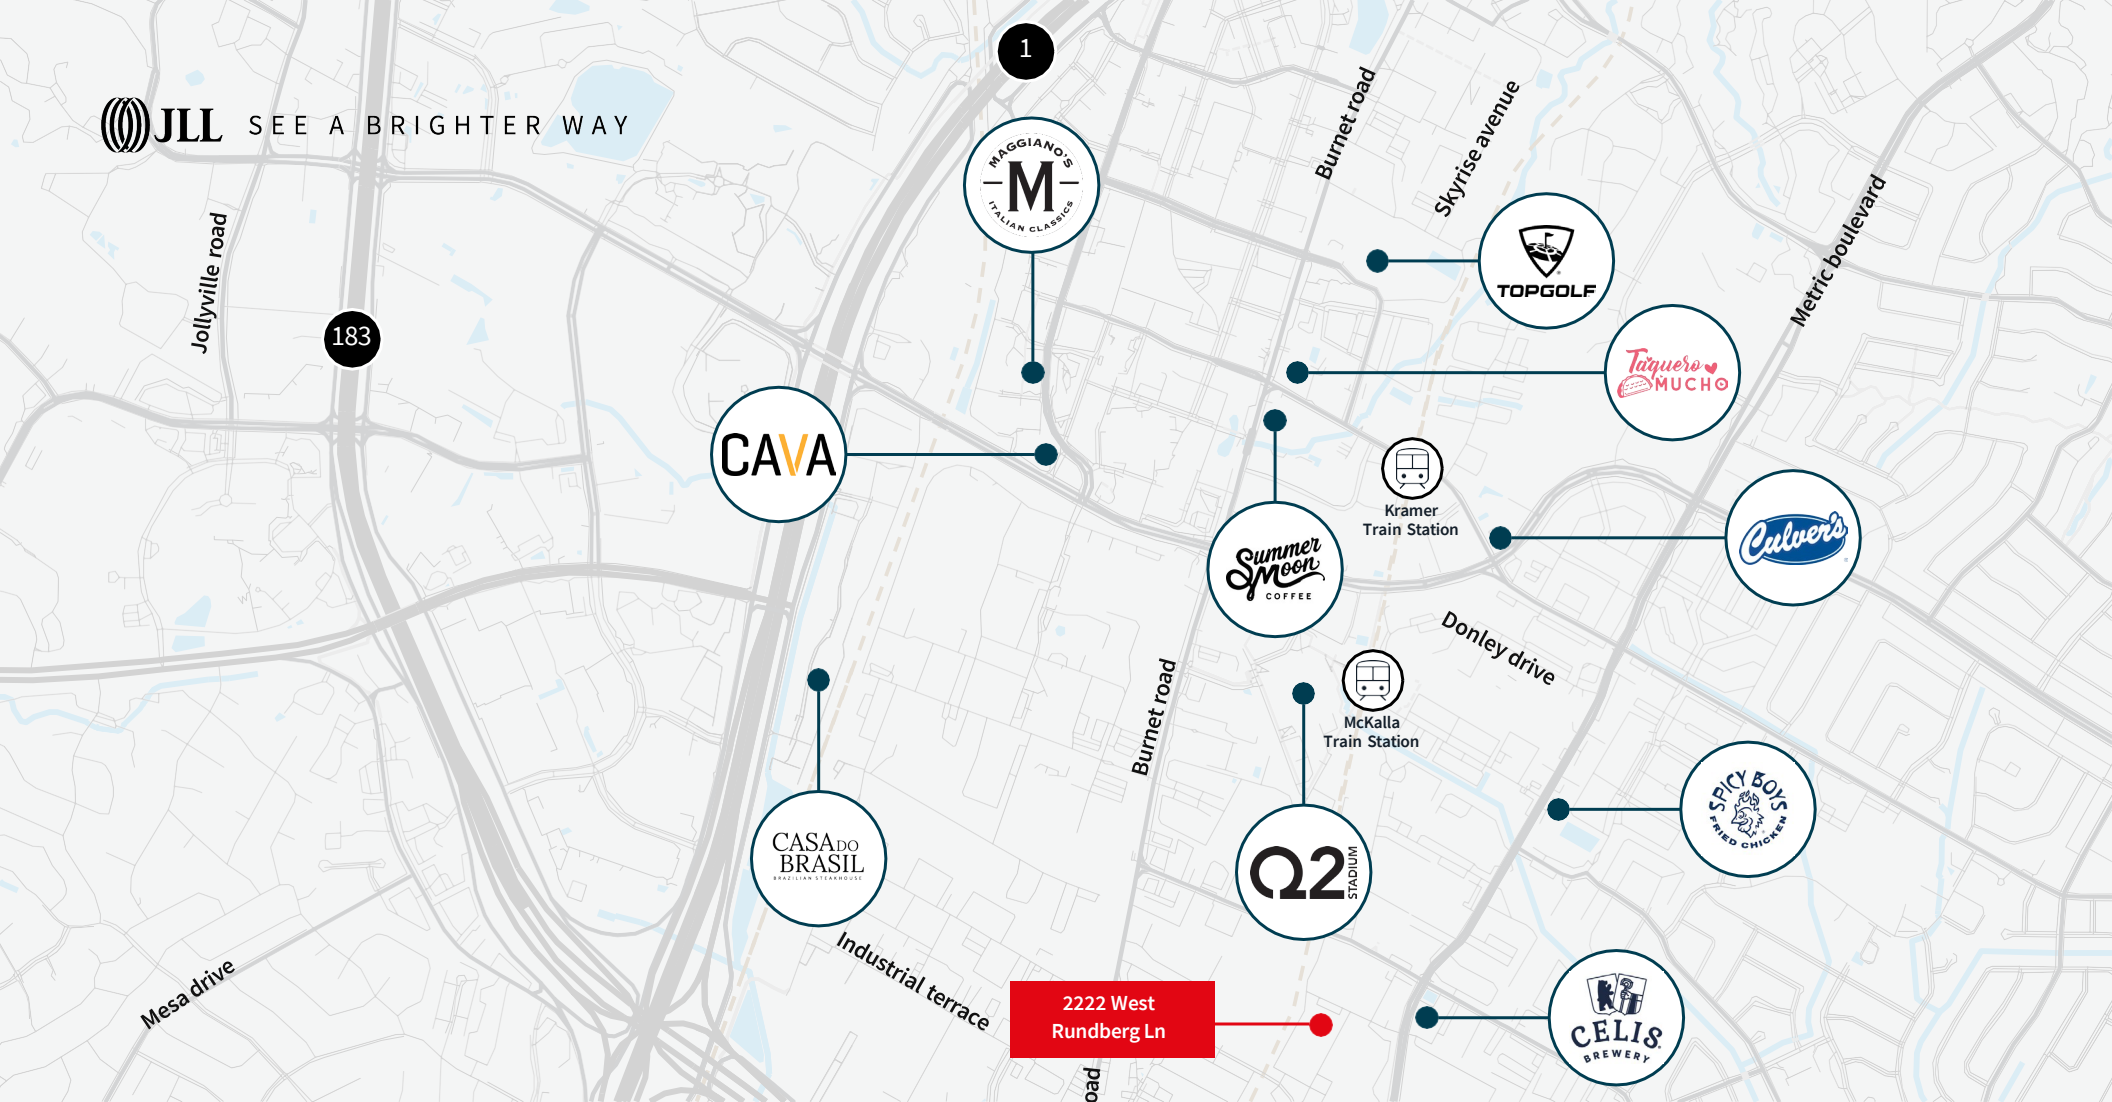 1
JLL SEE A BRIGHTER WAY
Burnet road
Skyrise avenue
MAGGIANO'S
M
ITALIAN CLASSICS
Metric boulevard
Jollyville road
TOPGOLF
183
Taquero
MUCHO
CAVA
Kramer
Train Station
Summer
Moon
COFFEE
Culver's
Donley drive
Burnet road
McKalla
Train Station
SPICY BOYS
FRIED CHICKEN
CASA DO
BRASIL
BRAZILIAN STEAKHOUSE
Q2
STADIUM
Industrial terrace
Mesa drive
2222 West
Rundberg Ln
CELIS
BREWERY
oad